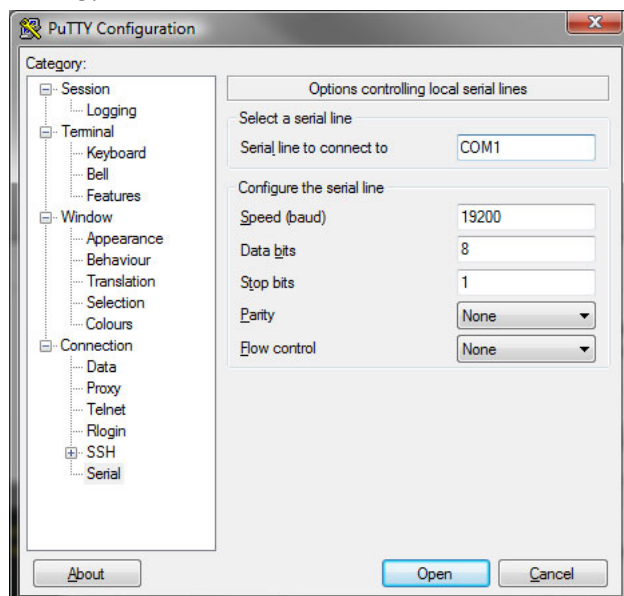 PuTTY Configuration
Category:
Session
Logging
Terminal
Keyboard
Bell
Features
Window
Appearance
Behaviour
Translation
Selection
Colours
Connection
Data
Proxy
Telnet
Rlogin
SSH
Serial
Options controlling local serial lines
Select a serial line
Serial line to connect to COM1
Configure the serial line
Speed (baud) 19200
Data bits 8
Stop bits 1
Parity None
Flow control None
About Open Cancel